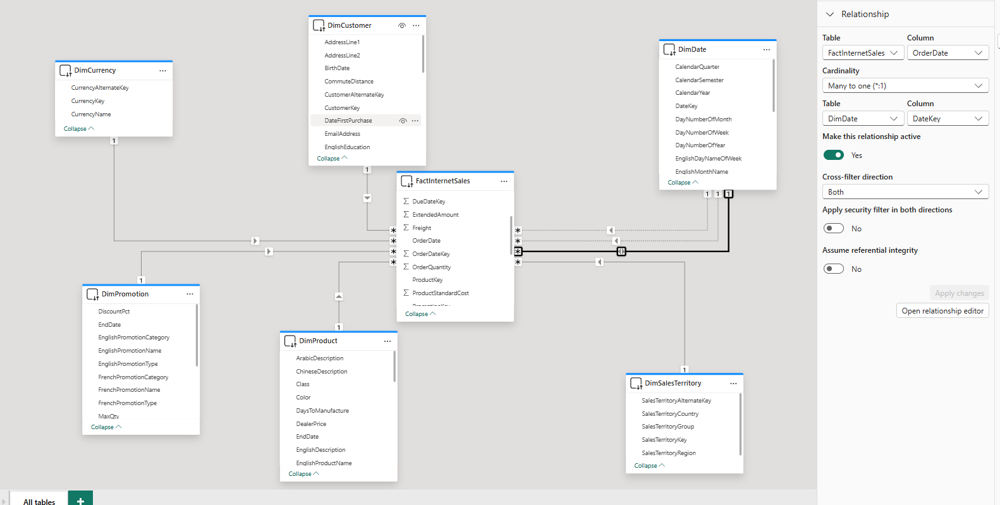 DimCurrency
CurrencyAlternateKey
CurrencyKey
CurrencyName
Collapse
1
DimCustomer
AddressLine1
AddressLine2
BirthDate
CommuteDistance
CustomerAlternateKey
CustomerKey
DateFirstPurchase
EmailAddress
EnglishEducation
Collapse
1
DimDate
CalendarQuarter
CalendarSemester
CalendarYear
DateKey
DayNumberOfMonth
DayNumberOfWeek
DayNumberOfYear
EnglishDayNameOfWeek
EnglishMonthName
Collapse
1 1 1
FactInternetSales
DueDateKey
ExtendedAmount
Freight
OrderDate
OrderDateKey
OrderQuantity
ProductKey
ProductStandardCost
PromotionKey
Collapse
* *
* *
* *
* *
1
DimPromotion
DiscountPct
EndDate
EnglishPromotionCategory
EnglishPromotionName
EnglishPromotionType
FrenchPromotionCategory
FrenchPromotionName
FrenchPromotionType
MaxQty
Collapse
1
DimProduct
ArabicDescription
ChineseDescription
Class
Color
DaysToManufacture
DealerPrice
EndDate
EnglishDescription
EnglishProductName
Collapse
1
DimSalesTerritory
SalesTerritoryAlternateKey
SalesTerritoryCountry
SalesTerritoryGroup
SalesTerritoryKey
SalesTerritoryRegion
Collapse
All tables
+
Relationship
Table Column
FactInternetSales OrderDate
Cardinality
Many to one (*:1)
Table Column
DimDate DateKey
Make this relationship active
Yes
Cross-filter direction
Both
Apply security filter in both directions
No
Assume referential integrity
No
Apply changes
Open relationship editor